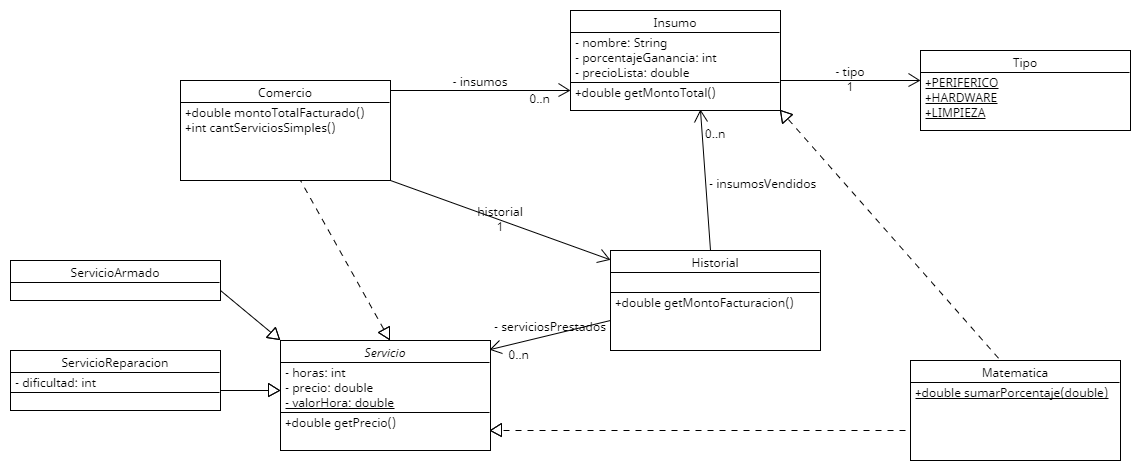 Insumo
- nombre: String
- porcentajeGanancia: int
- precioLista: double
+double getMontoTotal()
- tipo
1
Tipo
+PERIFERICO
+HARDWARE
+LIMPIEZA
Comercio
+double montoTotalFacturado()
+int cantServiciosSimples()
- insumos
0..n
0..n
- insumosVendidos
historial
1
Historial
+double getMontoFacturacion()
ServicioArmado
- serviciosPrestados
0..n
ServicioReparacion
- dificultad: int
Servicio
- horas: int
- precio: double
- valorHora: double
+double getPrecio()
Matematica
+double sumarPorcentaje(double)